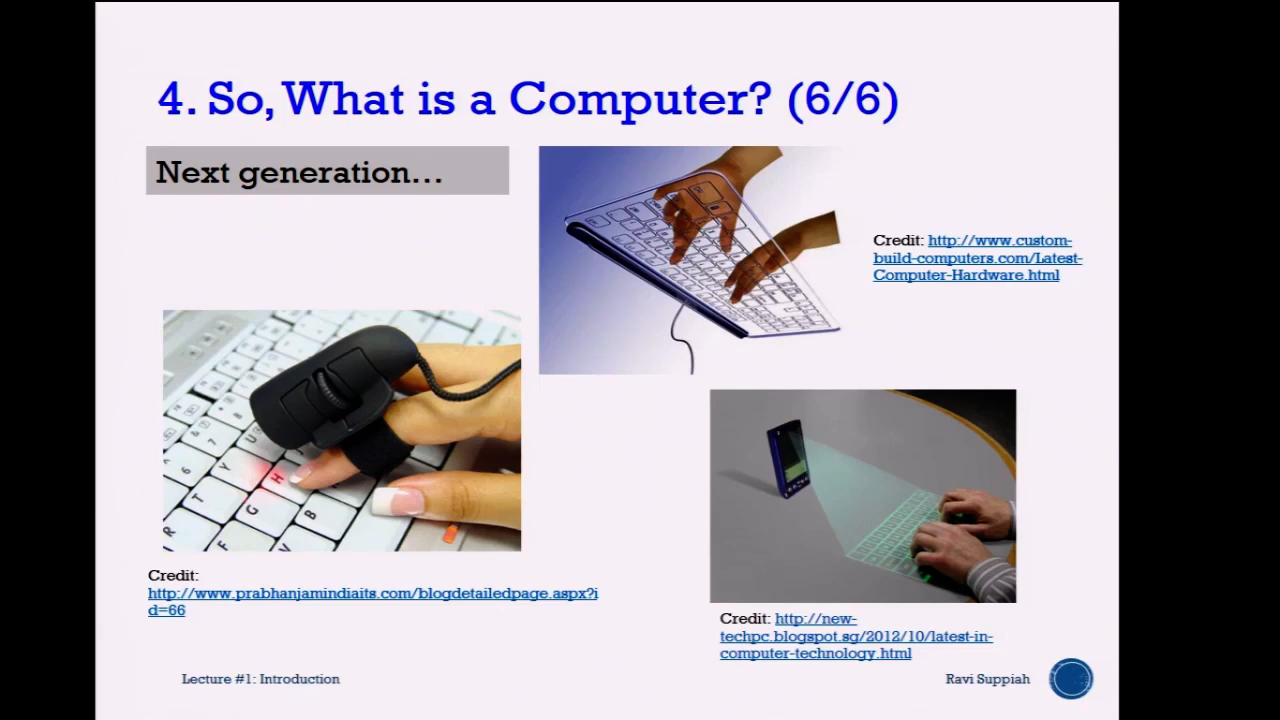 4. So, What is a Computer? (6/6)
Next generation…
Credit: http://www.custom-
build-computers.com/Latest-
Computer-Hardware.html
Credit:
http://www.prabhanjamindiaits.com/blogdetailedpage.aspx?i
d=66
Credit: http://new-
techpc.blogspot.sg/2012/10/latest-in-
computer-technology.html
Lecture #1: Introduction
Ravi Suppiah
6
7
U
J
Y
H
T
G
B
R
F
V